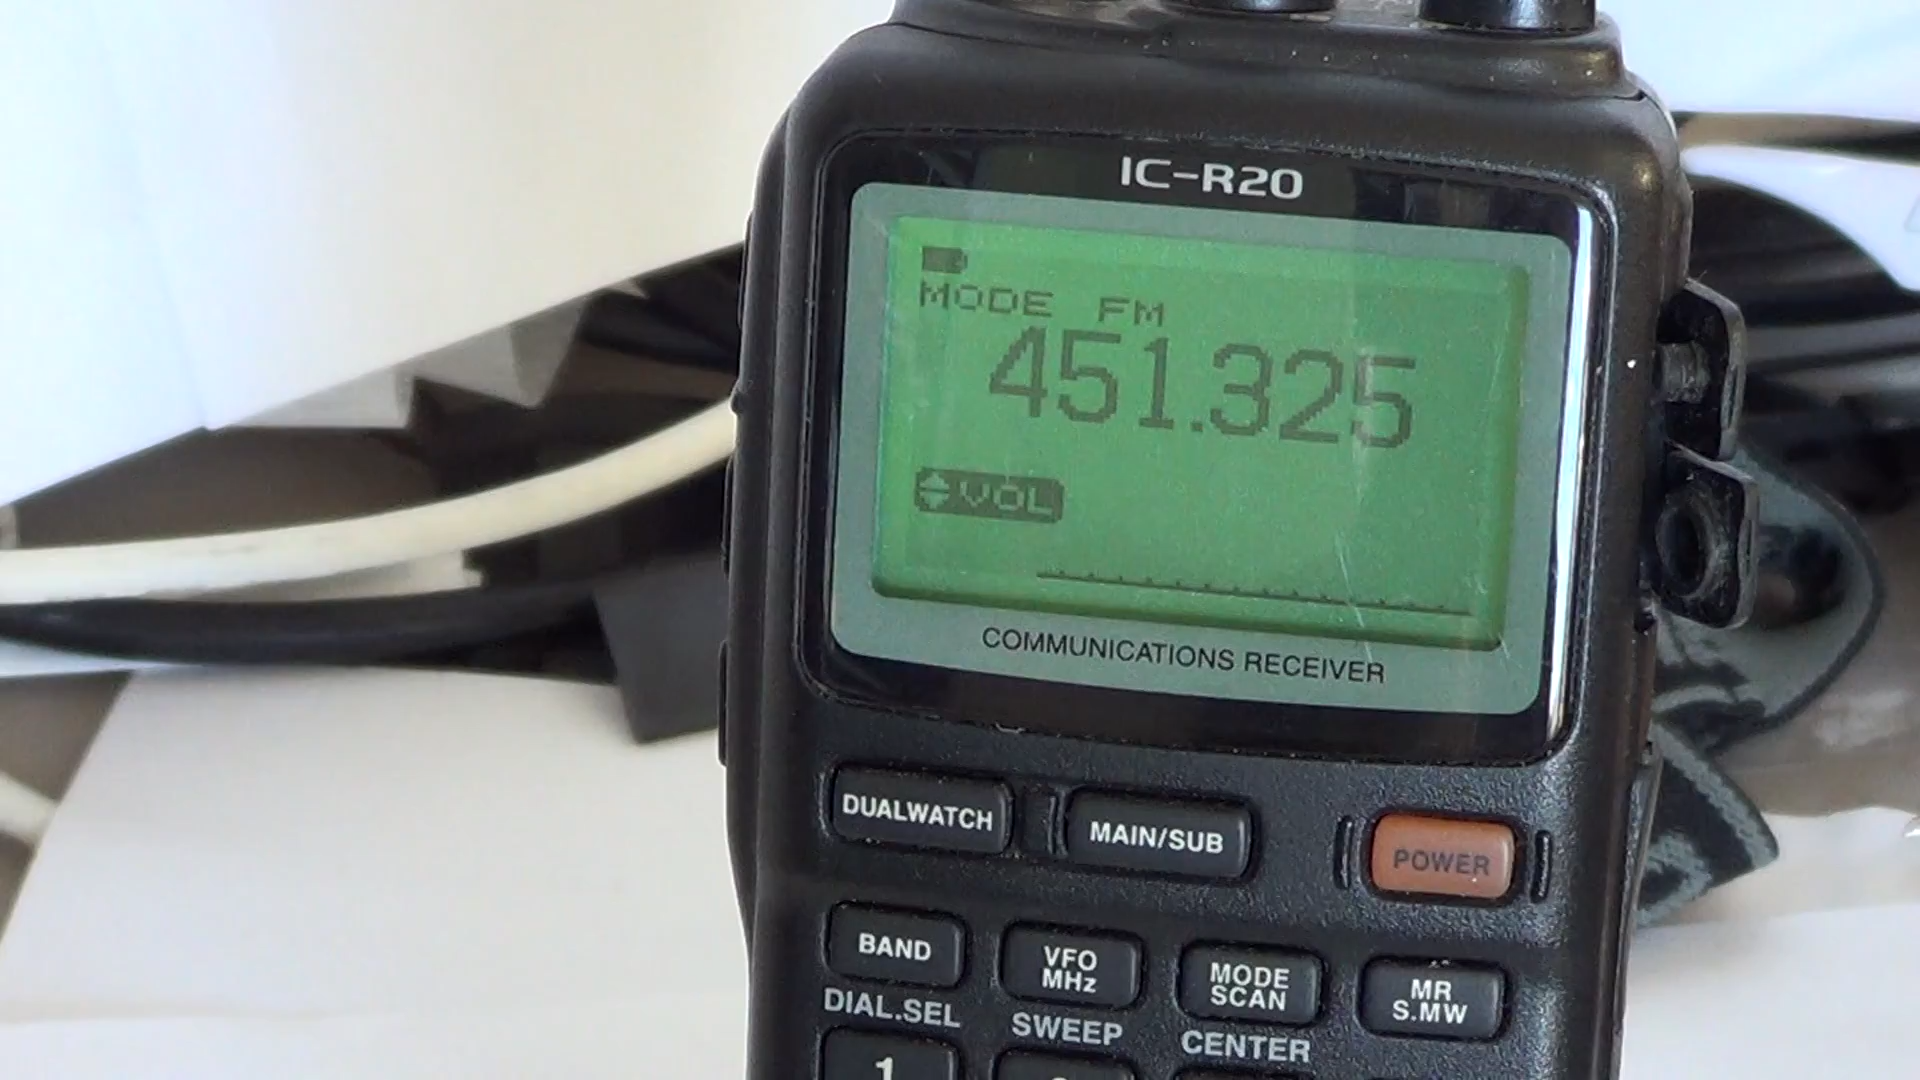 IC-R20
MODE FM
451.325
VOL
COMMUNICATIONS RECEIVER
DUALWATCH
MAIN/SUB
POWER
BAND
VFO
MHz
MODE
SCAN
MR
S.MW
DIAL.SEL
SWEEP
CENTER
1